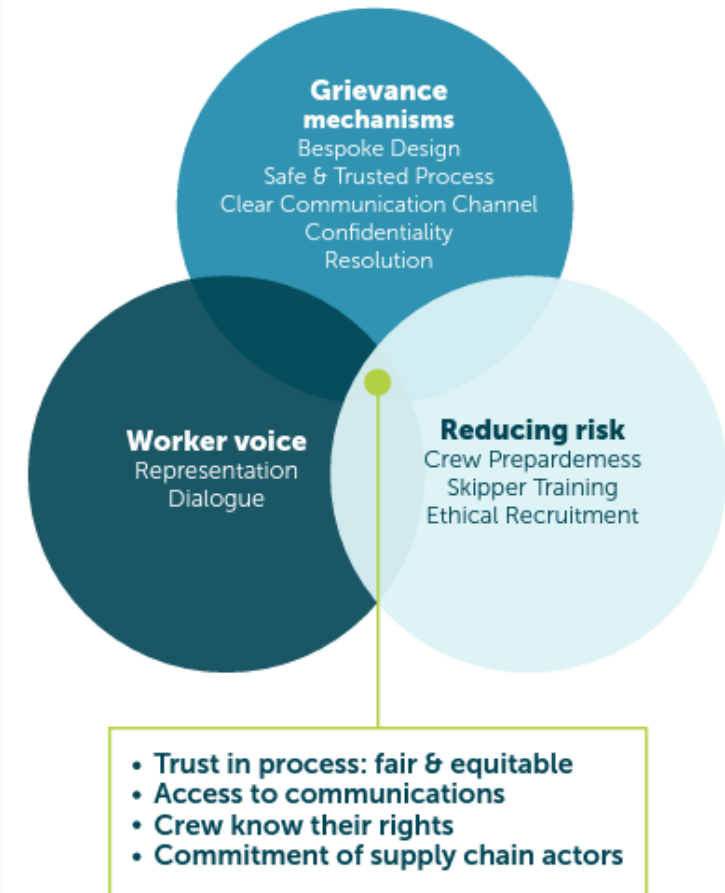 Grievance
mechanisms
Bespoke Design
Safe & Trusted Process
Clear Communication Channel
Confidentiality
Resolution
Worker voice
Representation
Dialogue
Reducing risk
Crew Prepardemess
Skipper Training
Ethical Recruitment
• Trust in process: fair & equitable
• Access to communications
• Crew know their rights
• Commitment of supply chain actors